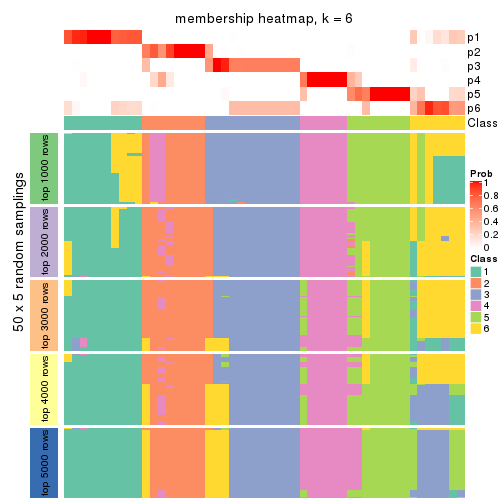 membership heatmap, k = 6
p1
p2
p3
p4
p5
p6
Class
50 x 5 random samplings
top 1000 rows
top 2000 rows
top 3000 rows
top 4000 rows
top 5000 rows
Prob
1
0.8
0.6
0.4
0.2
0
Class
1
2
3
4
5
6